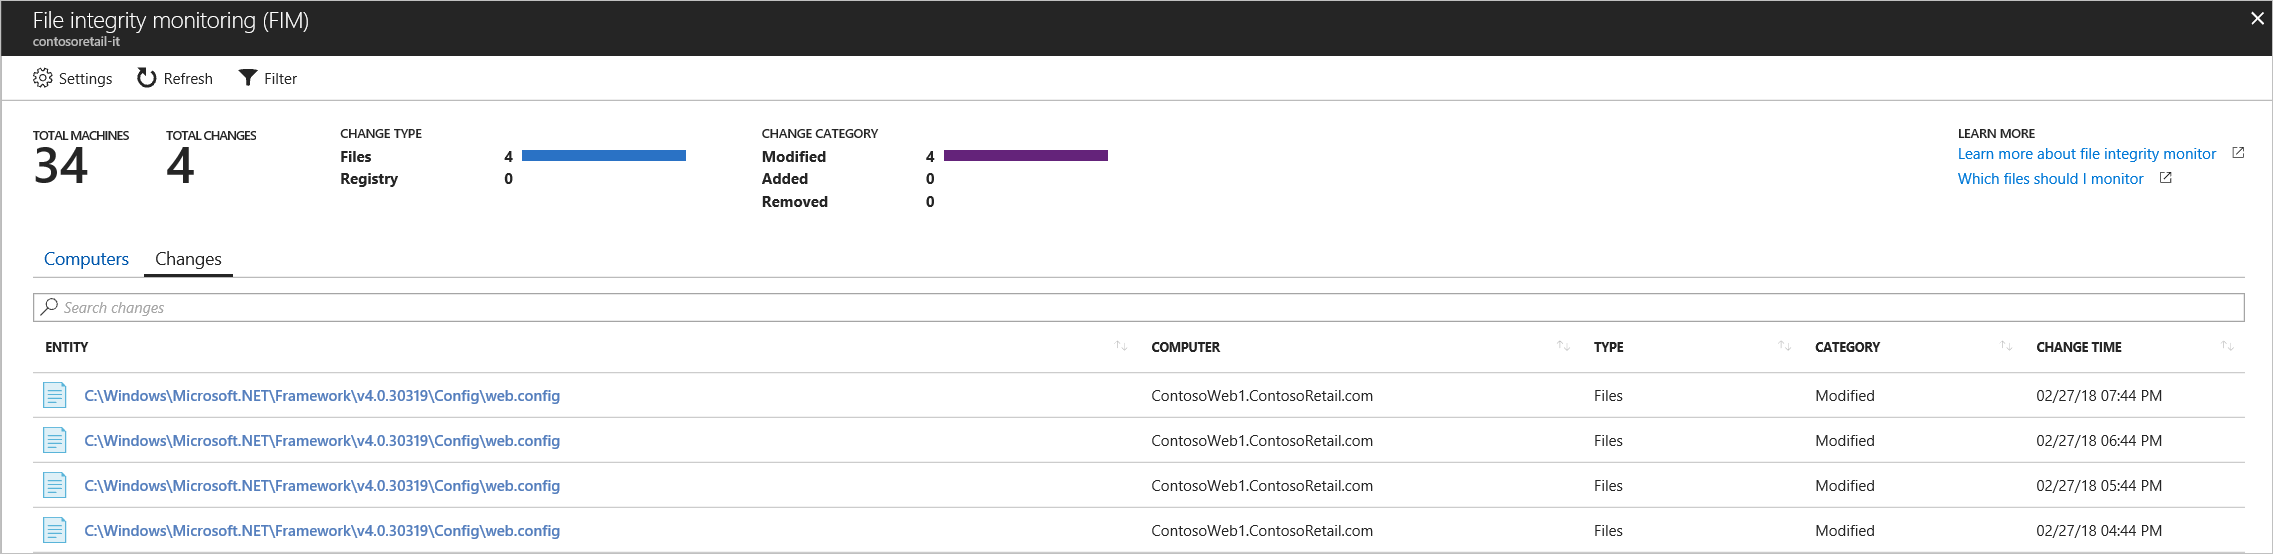 File integrity monitoring (FIM)
contosoretail-it
Settings Refresh Filter
TOTAL MACHINES TOTAL CHANGES CHANGE TYPE CHANGE CATEGORY LEARN MORE
34 4 Files 4 Modified 4 Learn more about file integrity monitor
Registry 0 Added 0 Which files should I monitor
Removed 0
Computers Changes
Search changes
ENTITY COMPUTER TYPE CATEGORY CHANGE TIME
C:\Windows\Microsoft.NET\Framework\v4.0.30319\Config\web.config ContosoWeb1.ContosoRetail.com Files Modified 02/27/18 07:44 PM
C:\Windows\Microsoft.NET\Framework\v4.0.30319\Config\web.config ContosoWeb1.ContosoRetail.com Files Modified 02/27/18 06:44 PM
C:\Windows\Microsoft.NET\Framework\v4.0.30319\Config\web.config ContosoWeb1.ContosoRetail.com Files Modified 02/27/18 05:44 PM
C:\Windows\Microsoft.NET\Framework\v4.0.30319\Config\web.config ContosoWeb1.ContosoRetail.com Files Modified 02/27/18 04:44 PM